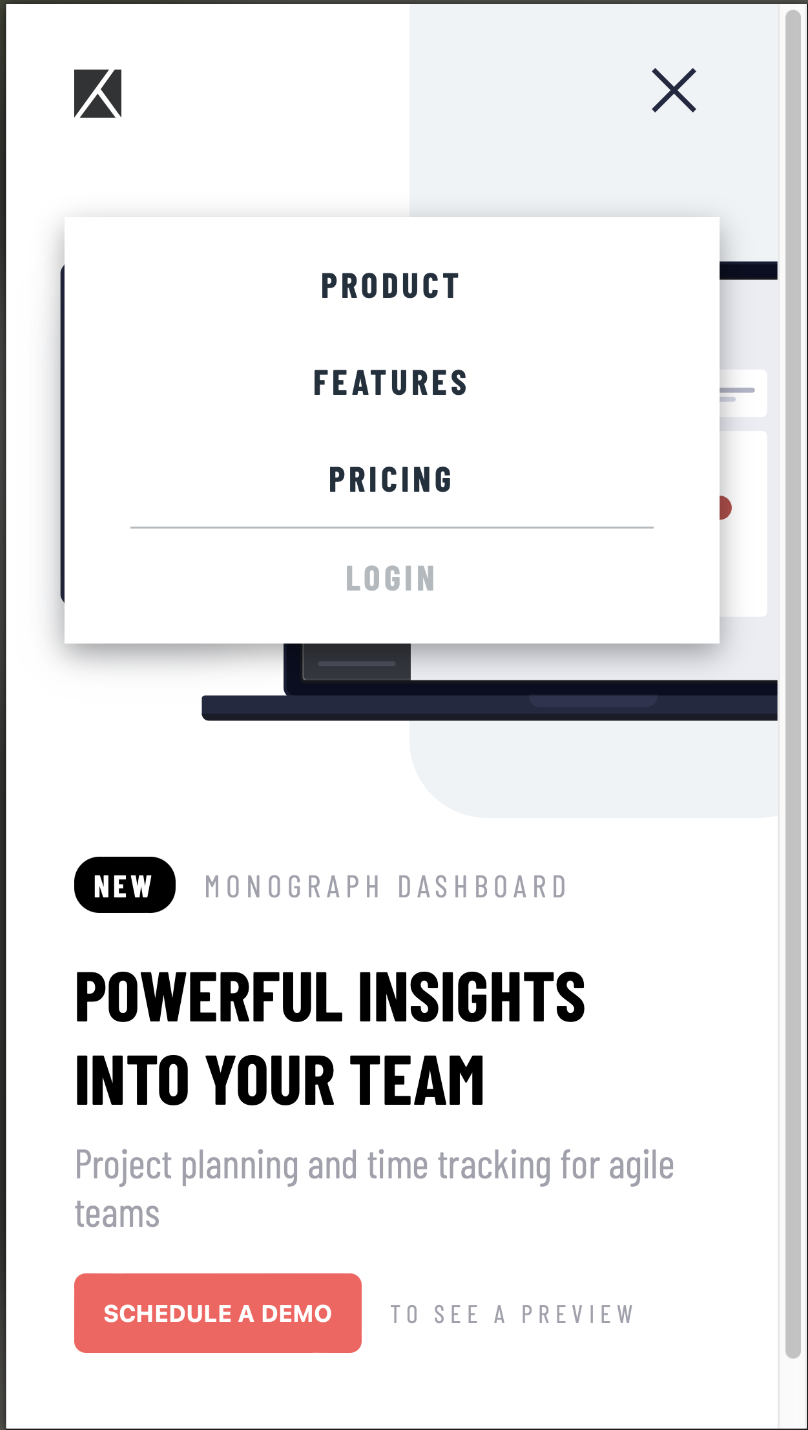 PRODUCT
FEATURES
PRICING
LOGIN
NEW MONOGRAPH DASHBOARD
POWERFUL INSIGHTS
INTO YOUR TEAM
Project planning and time tracking for agile
teams
SCHEDULE A DEMO TO SEE A PREVIEW